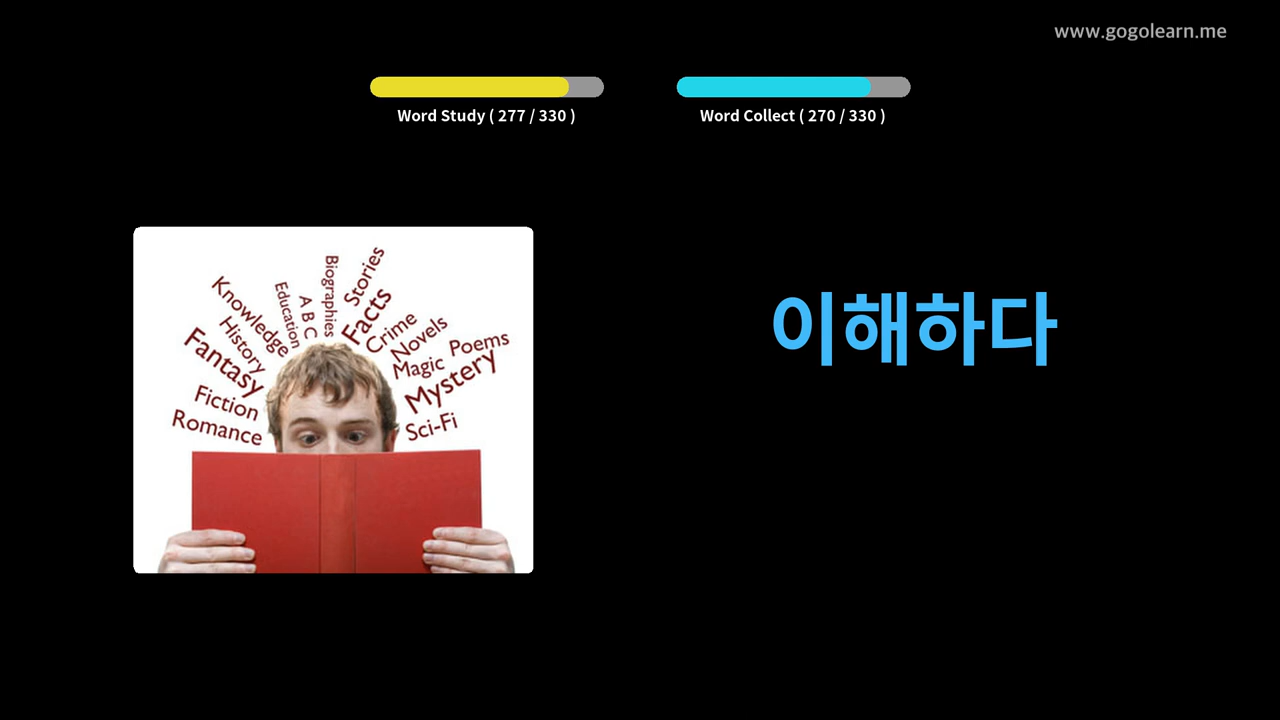 www.gogolearn.me
Word Study ( 277 / 330 )
Word Collect ( 270 / 330 )
Biographies
Stories
Knowledge
Education
A B C
Facts
Crime
History
Novels
Fantasy
Magic
Poems
Mystery
Fiction
Romance
Sci-Fi
이해하다